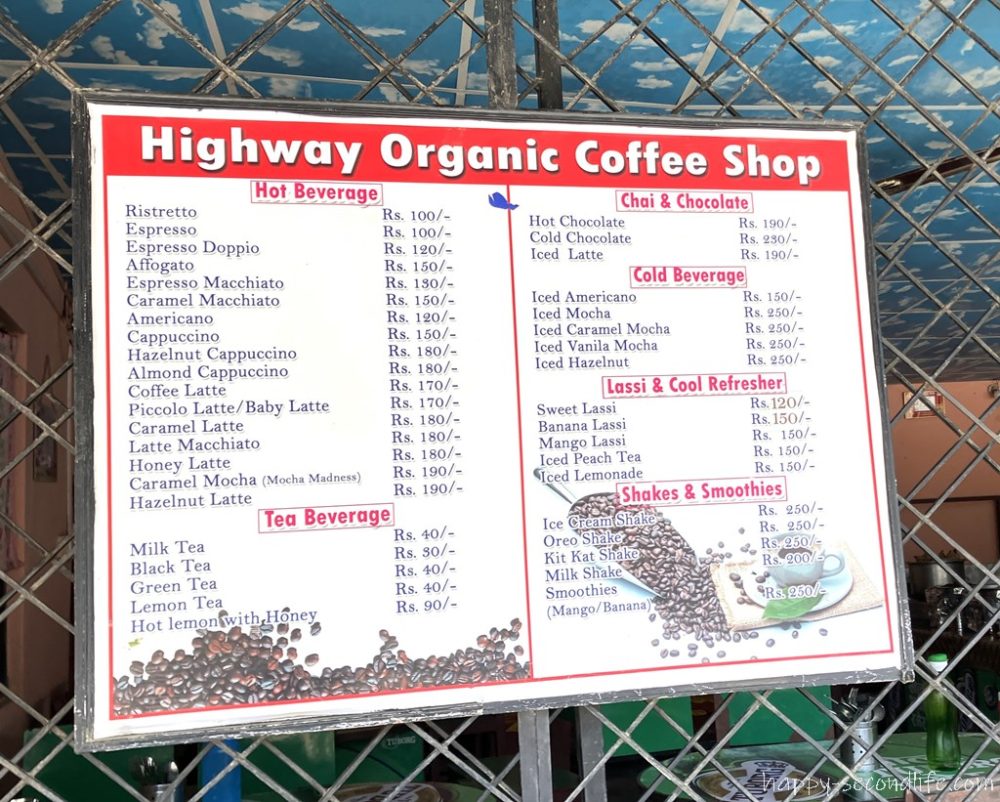 Highway Organic Coffee Shop
Hot Beverage
Ristretto Rs. 100/-
Espresso Rs. 100/-
Espresso Doppio Rs. 120/-
Affogato Rs. 150/-
Espresso Macchiato Rs. 130/-
Caramel Macchiato Rs. 150/-
Americano Rs. 120/-
Cappuccino Rs. 150/-
Hazelnut Cappuccino Rs. 180/-
Almond Cappuccino Rs. 180/-
Coffee Latte Rs. 170/-
Piccolo Latte/Baby Latte Rs. 170/-
Caramel Latte Rs. 180/-
Latte Macchiato Rs. 180/-
Honey Latte Rs. 180/-
Caramel Mocha (Mocha Madness) Rs. 190/-
Hazelnut Latte Rs. 190/-
Tea Beverage
Milk Tea Rs. 40/-
Black Tea Rs. 30/-
Green Tea Rs. 40/-
Lemon Tea Rs. 40/-
Hot lemon with Honey Rs. 90/-
Chai & Chocolate
Hot Chocolate Rs. 190/-
Cold Chocolate Rs. 230/-
Iced Latte Rs. 190/-
Cold Beverage
Iced Americano Rs. 150/-
Iced Mocha Rs. 250/-
Iced Caramel Mocha Rs. 250/-
Iced Vanila Mocha Rs. 250/-
Iced Hazelnut Rs. 250/-
Lassi & Cool Refresher
Sweet Lassi Rs. 120/-
Banana Lassi Rs. 150/-
Mango Lassi Rs. 150/-
Iced Peach Tea Rs. 150/-
Iced Lemonade Rs. 150/-
Shakes & Smoothies
Ice Cream Shake Rs. 250/-
Oreo Shake Rs. 250/-
Kit Kat Shake Rs. 250/-
Milk Shake Rs. 200/-
Smoothies Rs. 250/-
(Mango/Banana)
TUBORG
happy-secondlife.com